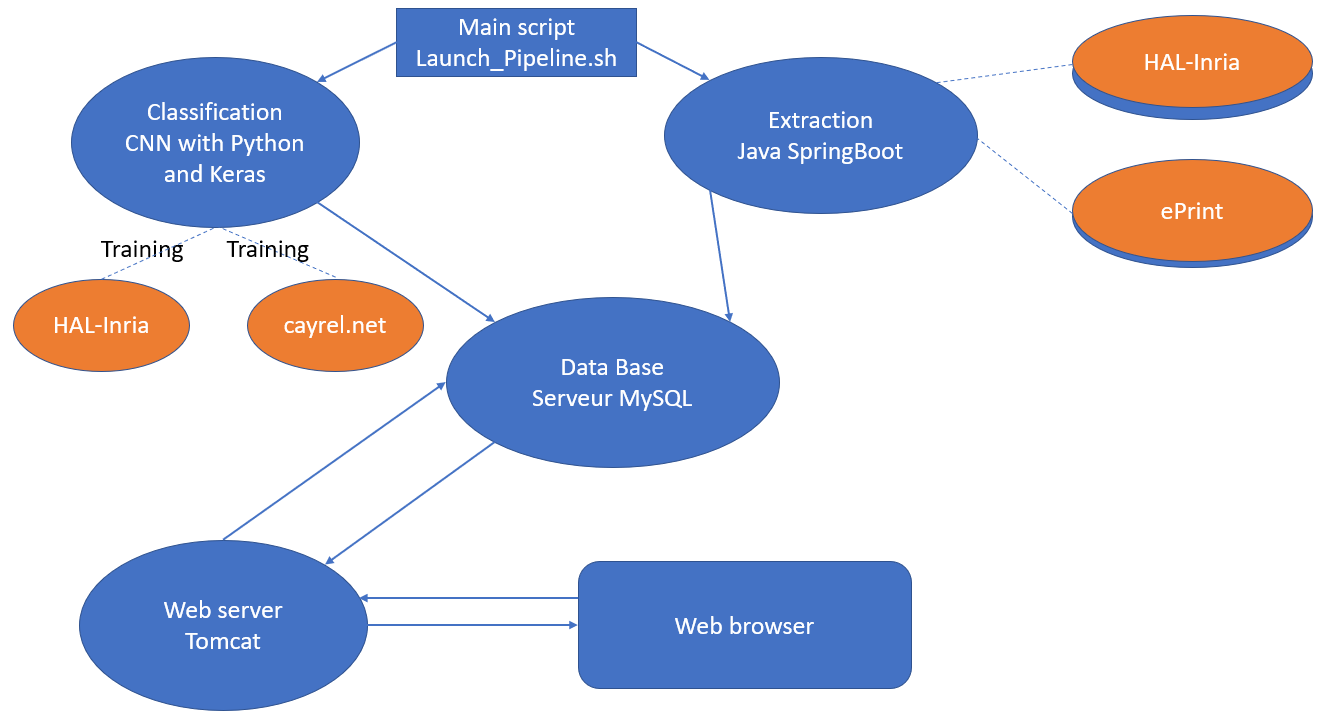 Main script
Launch_Pipeline.sh
Classification
CNN with Python
and Keras
Extraction
Java SpringBoot
HAL-Inria
ePrint
Training
Training
HAL-Inria
cayrel.net
Data Base
Serveur MySQL
Web server
Tomcat
Web browser